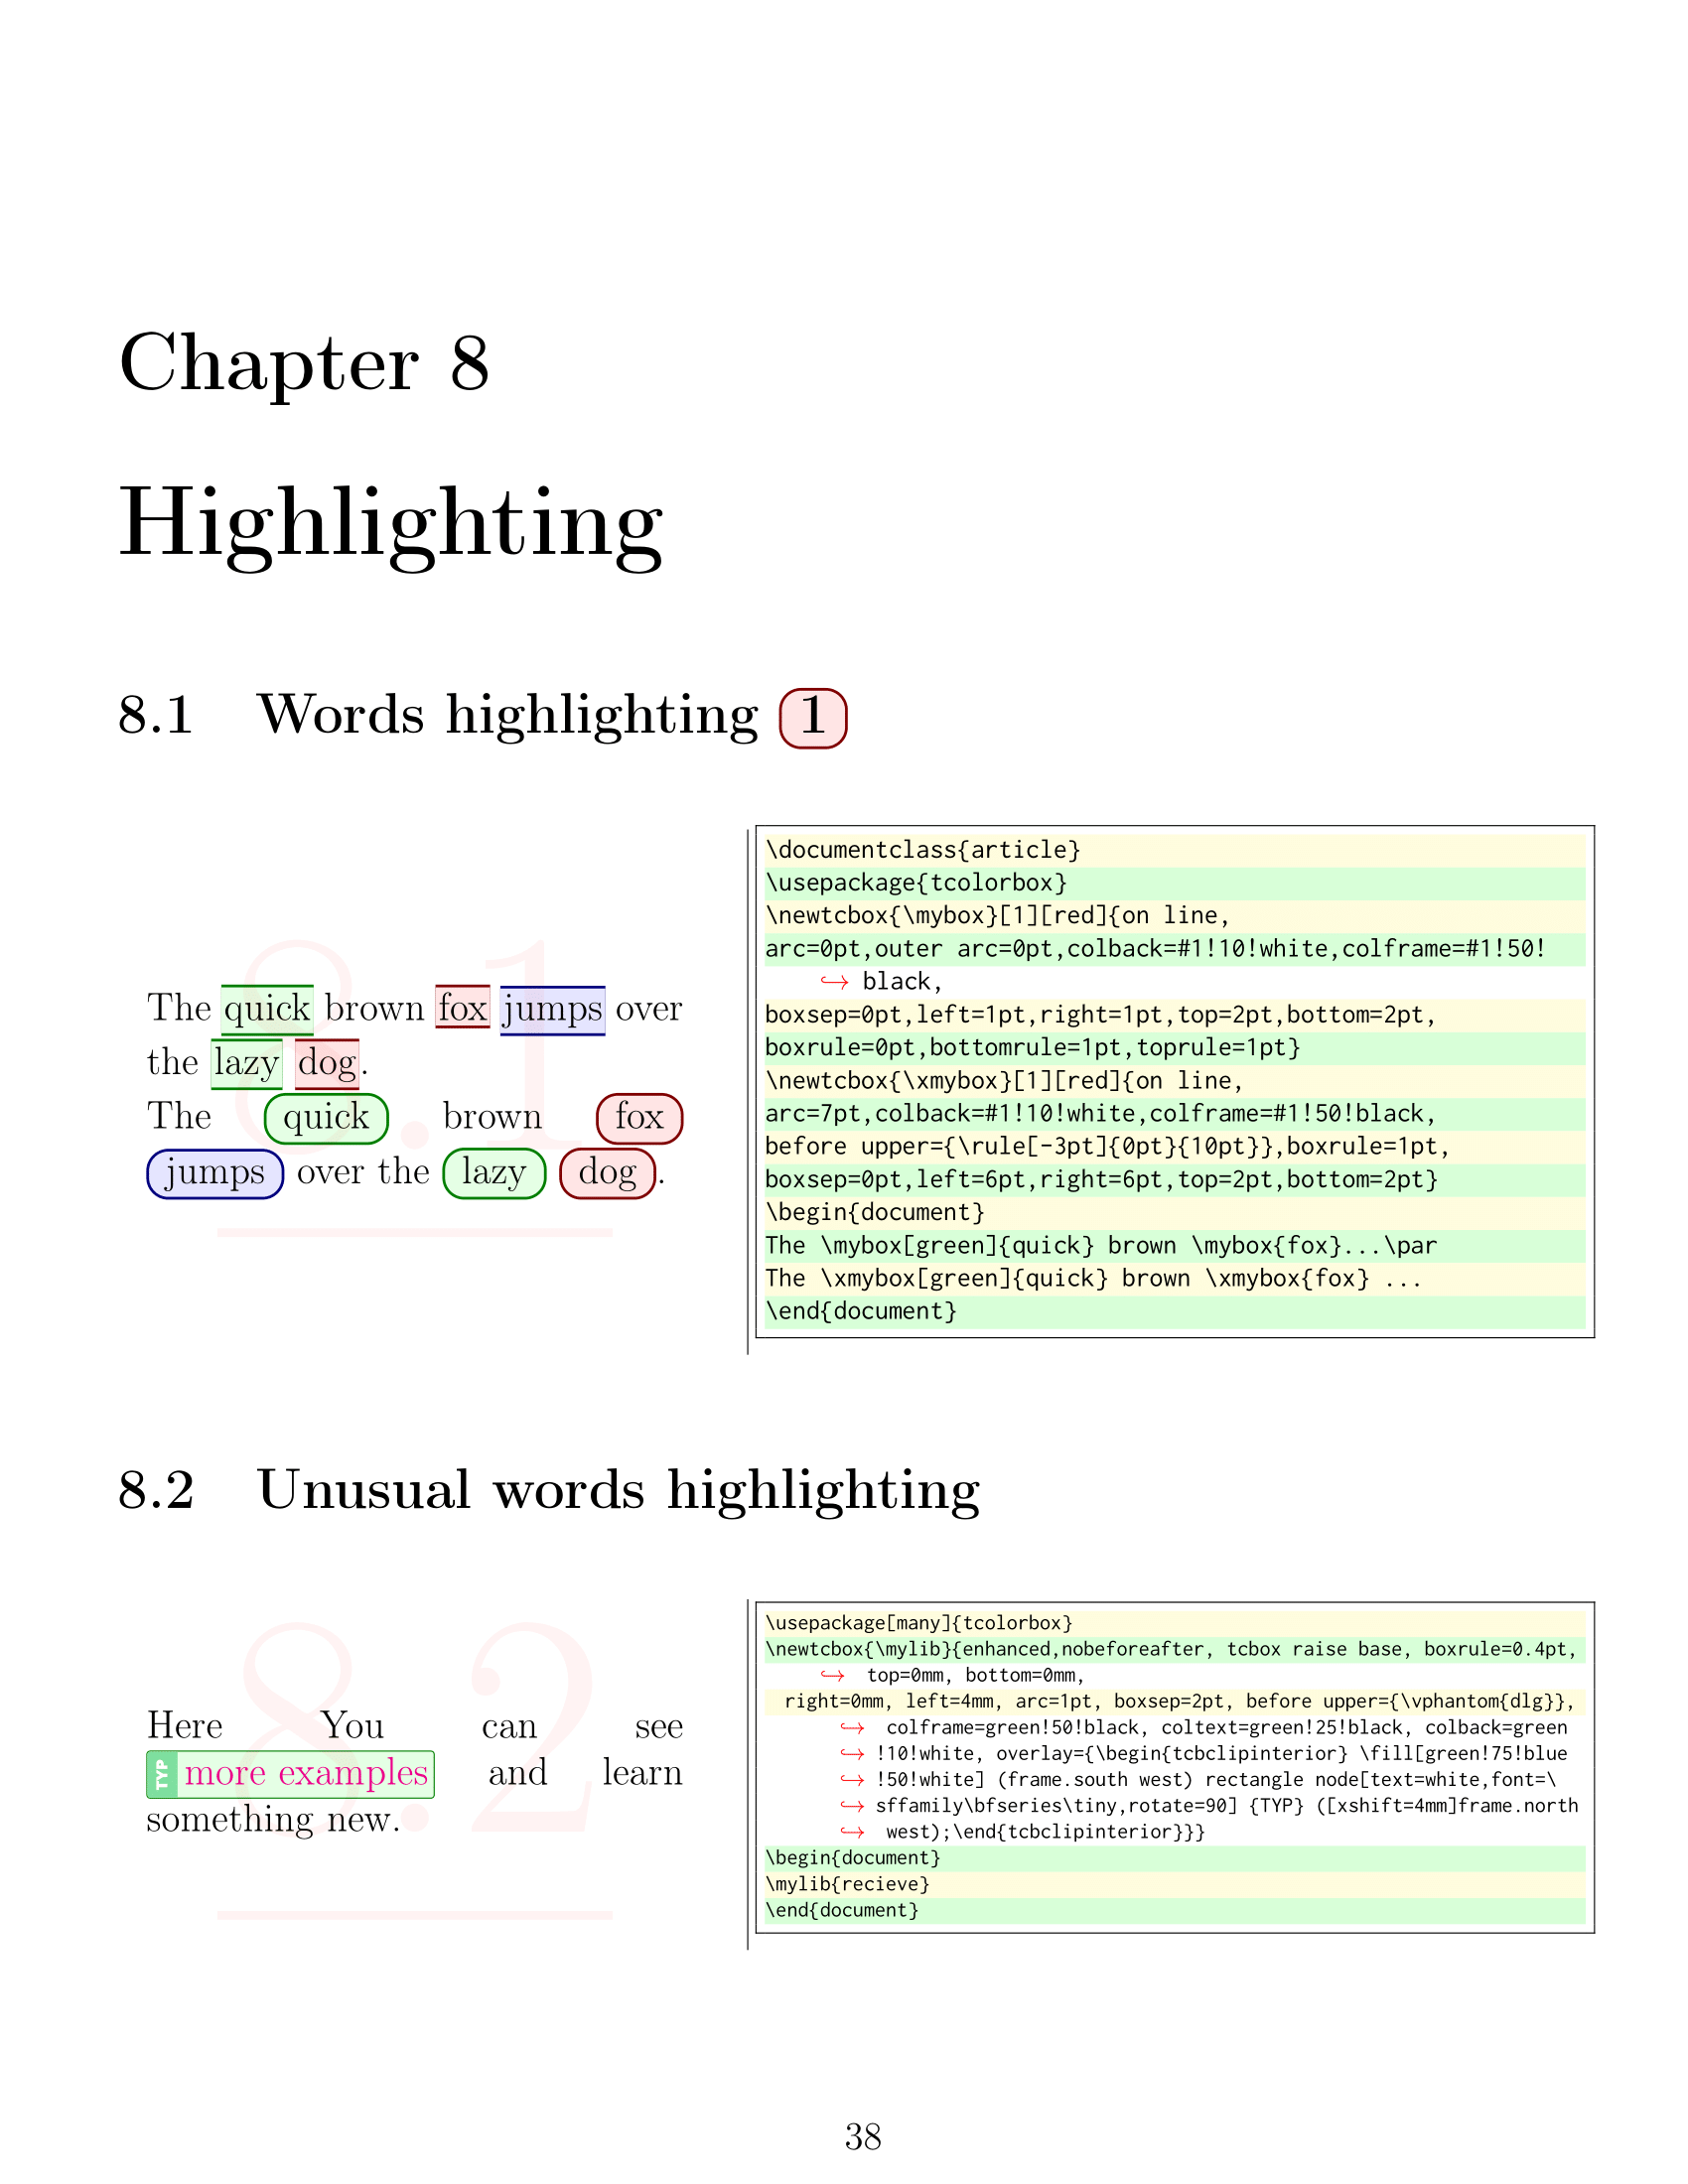 Chapter 8
Highlighting
8.1 Words highlighting 1
8.1
The quick brown fox jumps over
the lazy dog.
The quick brown fox
jumps over the lazy dog.
\documentclass{article}
\usepackage{tcolorbox}
\newtcbox{\mybox}[1][red]{on line,
arc=0pt,outer arc=0pt,colback=#1!10!white,colframe=#1!50!
↪ black,
boxsep=0pt,left=1pt,right=1pt,top=2pt,bottom=2pt,
boxrule=0pt,bottomrule=1pt,toprule=1pt}
\newtcbox{\xmybox}[1][red]{on line,
arc=7pt,colback=#1!10!white,colframe=#1!50!black,
before upper={\rule[-3pt]{0pt}{10pt}},boxrule=1pt,
boxsep=0pt,left=6pt,right=6pt,top=2pt,bottom=2pt}
\begin{document}
The \mybox[green]{quick} brown \mybox{fox}...\par
The \xmybox[green]{quick} brown \xmybox{fox} ...
\end{document}
8.2 Unusual words highlighting
8.2
Here You can see
TYP more examples and learn
something new.
\usepackage[many]{tcolorbox}
\newtcbox{\mylib}{enhanced,nobeforeafter, tcbox raise base, boxrule=0.4pt,
↪ top=0mm, bottom=0mm,
right=0mm, left=4mm, arc=1pt, boxsep=2pt, before upper={\vphantom{dlg}},
↪ colframe=green!50!black, coltext=green!25!black, colback=green
↪ !10!white, overlay={\begin{tcbclipinterior} \fill[green!75!blue
↪ !50!white] (frame.south west) rectangle node[text=white,font=\
↪ sffamily\bfseries\tiny,rotate=90] {TYP} ([xshift=4mm]frame.north
↪ west);\end{tcbclipinterior}}}
\begin{document}
\mylib{recieve}
\end{document}
38